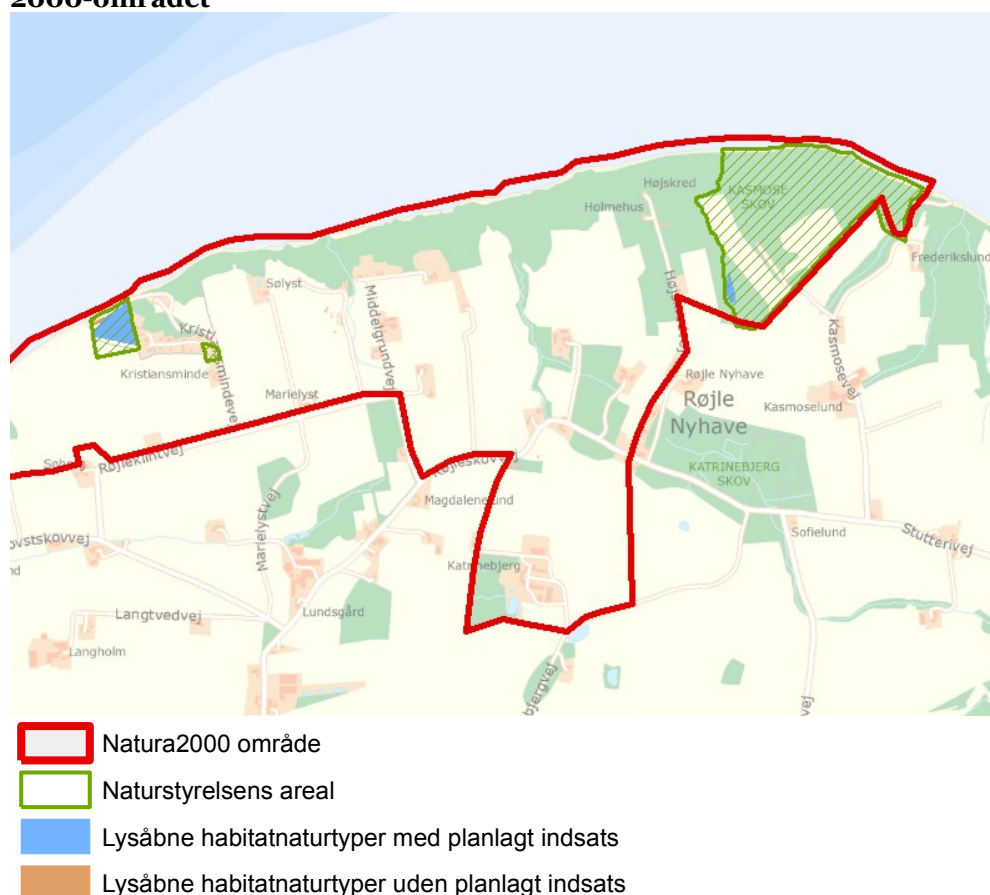 2000-området
Højskred
KASMOSE
SKOV
Holmehus
Frederikslund
Sølyst
Middelgrundvej
Kristiansmindevej
Kristiansminde
Marielyst
Kasmosevej
Røjle Nyhave
Røjle
Nyhave
Kasmoselund
Røjleklintvej
Røjleskovvej
KATRINEBJERG
SKOV
Magdalenelund
Marielystvej
Sofielund
Stutterivej
Katrinebjerg
Langtvedvej
Lundsgård
Langholm
Natura2000 område
Naturstyrelsens areal
Lysåbne habitatnaturtyper med planlagt indsats
Lysåbne habitatnaturtyper uden planlagt indsats